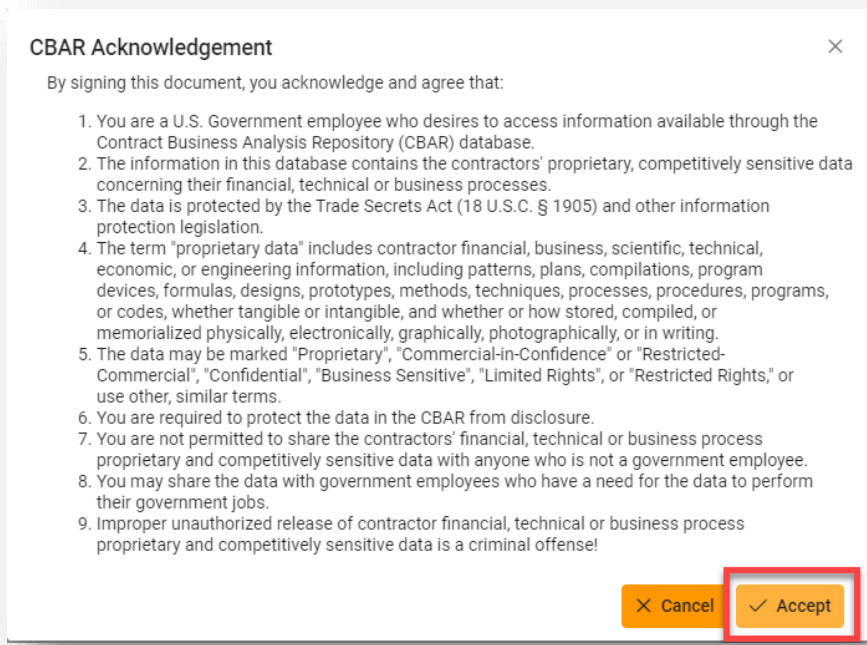 CBAR Acknowledgement
By signing this document, you acknowledge and agree that:
1. You are a U.S. Government employee who desires to access information available through the
Contract Business Analysis Repository (CBAR) database.
2. The information in this database contains the contractors' proprietary, competitively sensitive data
concerning their financial, technical or business processes.
3. The data is protected by the Trade Secrets Act (18 U.S.C. § 1905) and other information
protection legislation.
4. The term "proprietary data" includes contractor financial, business, scientific, technical,
economic, or engineering information, including patterns, plans, compilations, program
devices, formulas, designs, prototypes, methods, techniques, processes, procedures, programs,
or codes, whether tangible or intangible, and whether or how stored, compiled, or
memorialized physically, electronically, graphically, photographically, or in writing.
5. The data may be marked "Proprietary", "Commercial-in-Confidence" or "Restricted-
Commercial", "Confidential", "Business Sensitive", "Limited Rights", or "Restricted Rights," or
use other, similar terms.
6. You are required to protect the data in the CBAR from disclosure.
7. You are not permitted to share the contractors' financial, technical or business process
proprietary and competitively sensitive data with anyone who is not a government employee.
8. You may share the data with government employees who have a need for the data to perform
their government jobs.
9. Improper unauthorized release of contractor financial, technical or business process
proprietary and competitively sensitive data is a criminal offense!
Cancel
Accept